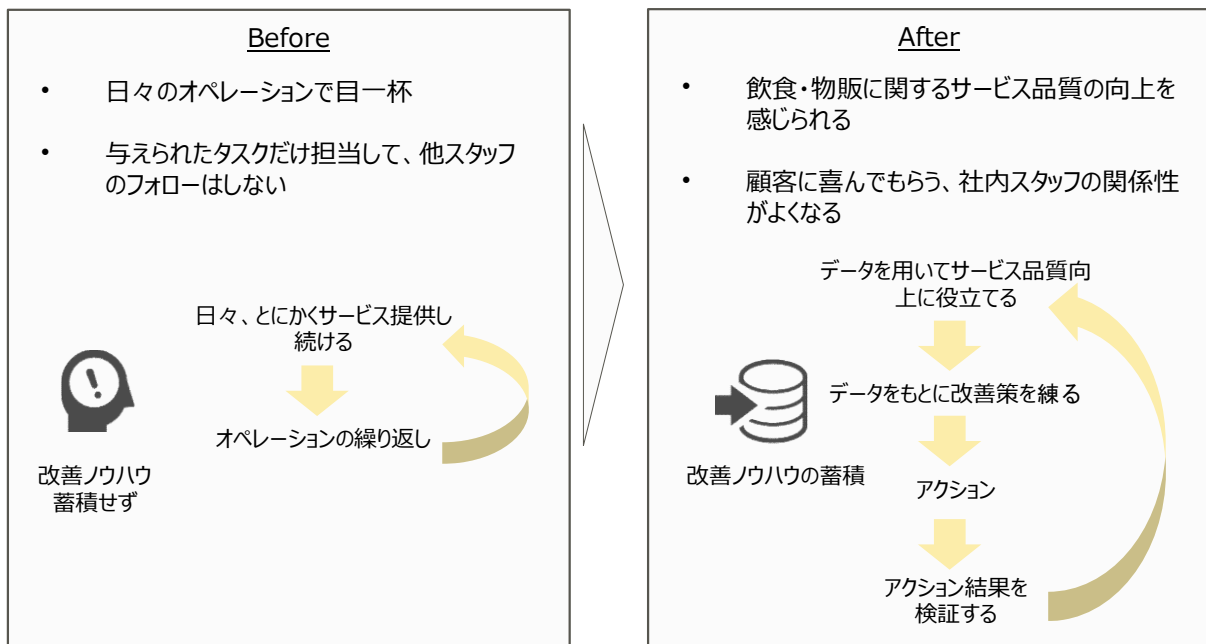 Before
• 日々のオペレーションで目一杯
• 与えられたタスクだけ担当して、他スタッフ
のフォローはしない
日々、とにかくサービス提供し
続ける
オペレーションの繰り返し
改善ノウハウ
蓄積せず
After
• 飲食・物販に関するサービス品質の向上を
感じられる
• 顧客に喜んでもらう、社内スタッフの関係性
がよくなる
データを用いてサービス品質向
上に役立てる
データをもとに改善策を練る
改善ノウハウの蓄積
アクション
アクション結果を
検証する